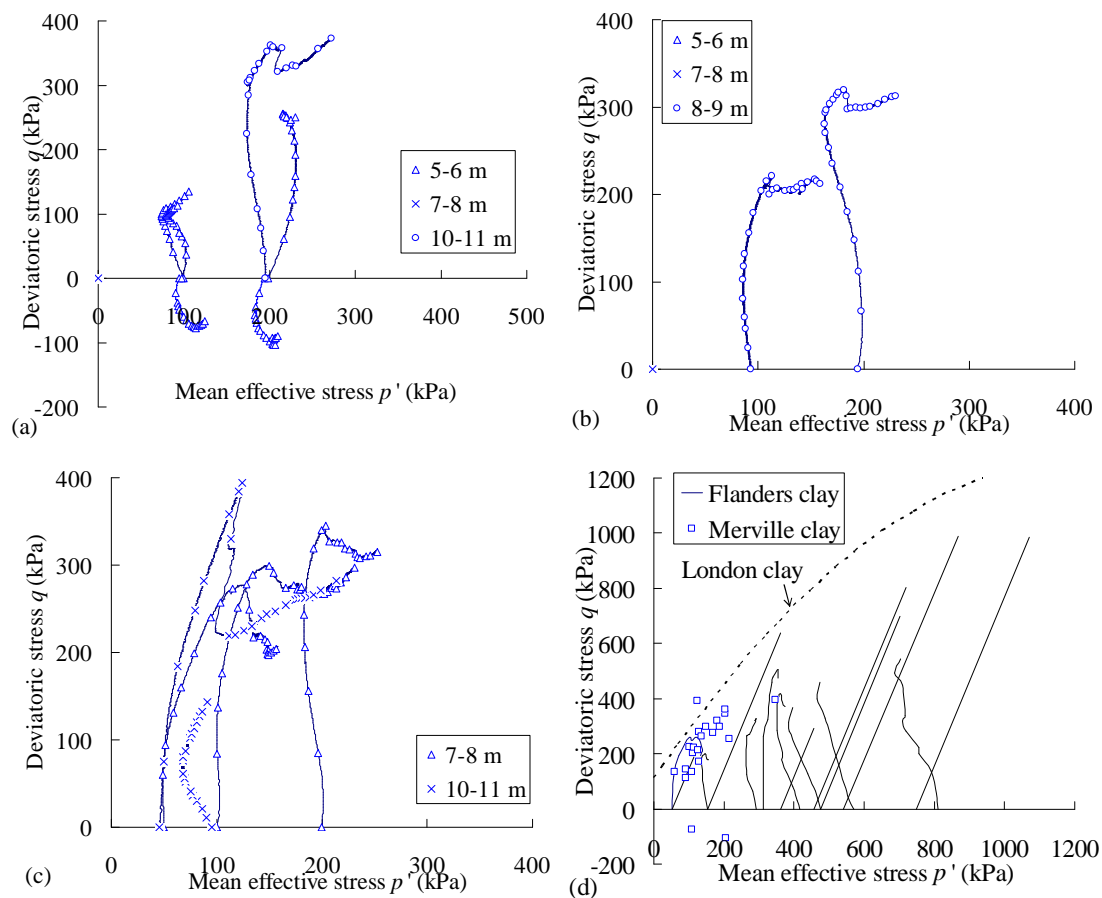 (a)
400
300
200
100
0
-100
-200
0
100
200
300
400
500
Deviatoric stress q (kPa)
Mean effective stress p ' (kPa)
5-6 m
7-8 m
10-11 m
(b)
400
300
200
100
0
0
100
200
300
400
Deviatoric stress q (kPa)
Mean effective stress p ' (kPa)
5-6 m
7-8 m
8-9 m
(c)
400
300
200
100
0
0
100
200
300
400
Deviatoric stress q (kPa)
Mean effective stress p ' (kPa)
7-8 m
10-11 m
(d)
1200
1000
800
600
400
200
0
-200
0
200
400
600
800
1000
1200
Deviatoric stress q (kPa)
Mean effective stress p ' (kPa)
Flanders clay
Merville clay
London clay